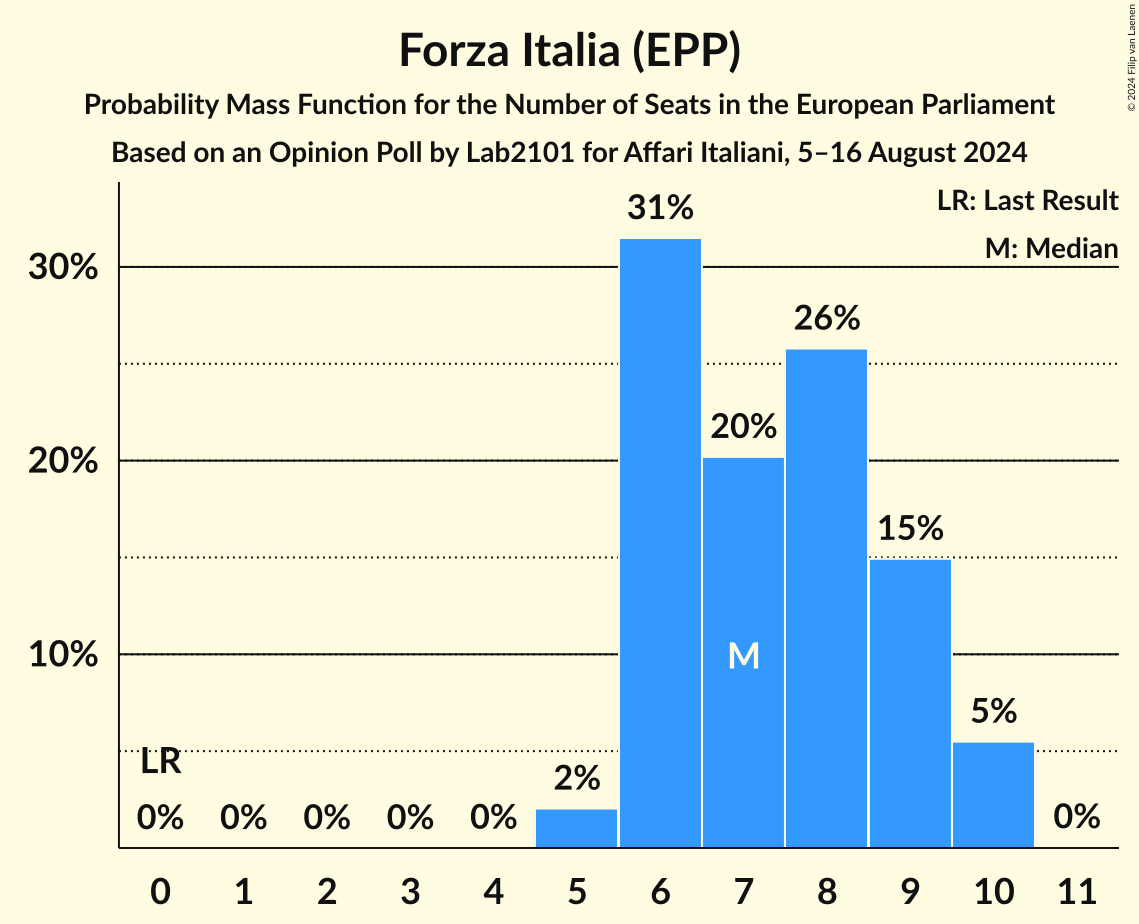 Forza Italia (EPP)
Probability Mass Function for the Number of Seats in the European Parliament
Based on an Opinion Poll by Lab2101 for Affari Italiani, 5–16 August 2024
© 2024 Filip van Laenen
LR: Last Result
M: Median
30%
20%
10%
LR
0%
0%
0%
0%
0%
2%
31%
20%
M
26%
15%
5%
0%
0 1 2 3 4 5 6 7 8 9 10 11